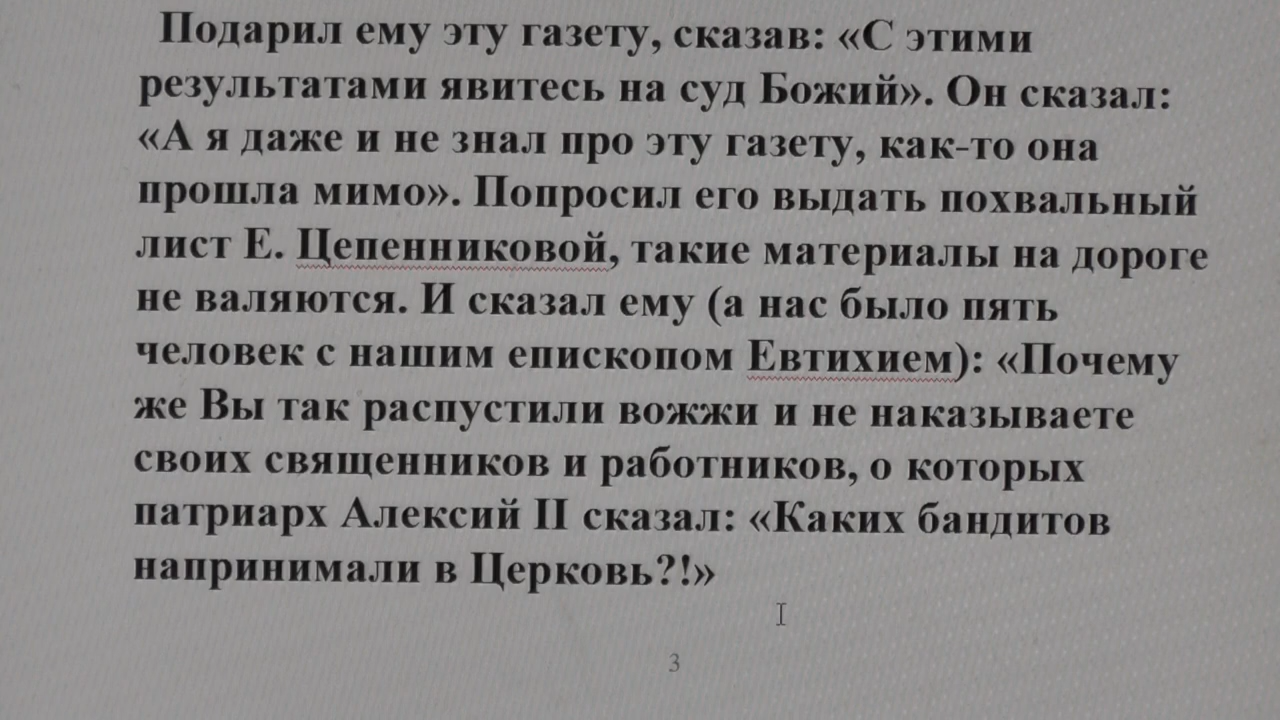 Подарил ему эту газету, сказав: «С этими
результатами явитесь на суд Божий». Он сказал:
«А я даже и не знал про эту газету, как-то она
прошла мимо». Попросил его выдать похвальный
лист Е. Цепенниковой, такие материалы на дороге
не валяются. И сказал ему (а нас было пять
человек с нашим епископом Евтихием): «Почему
же Вы так распустили вожжи и не наказываете
своих священников и работников, о которых
патриарх Алексий II сказал: «Каких бандитов
напринимали в Церковь?!»
3